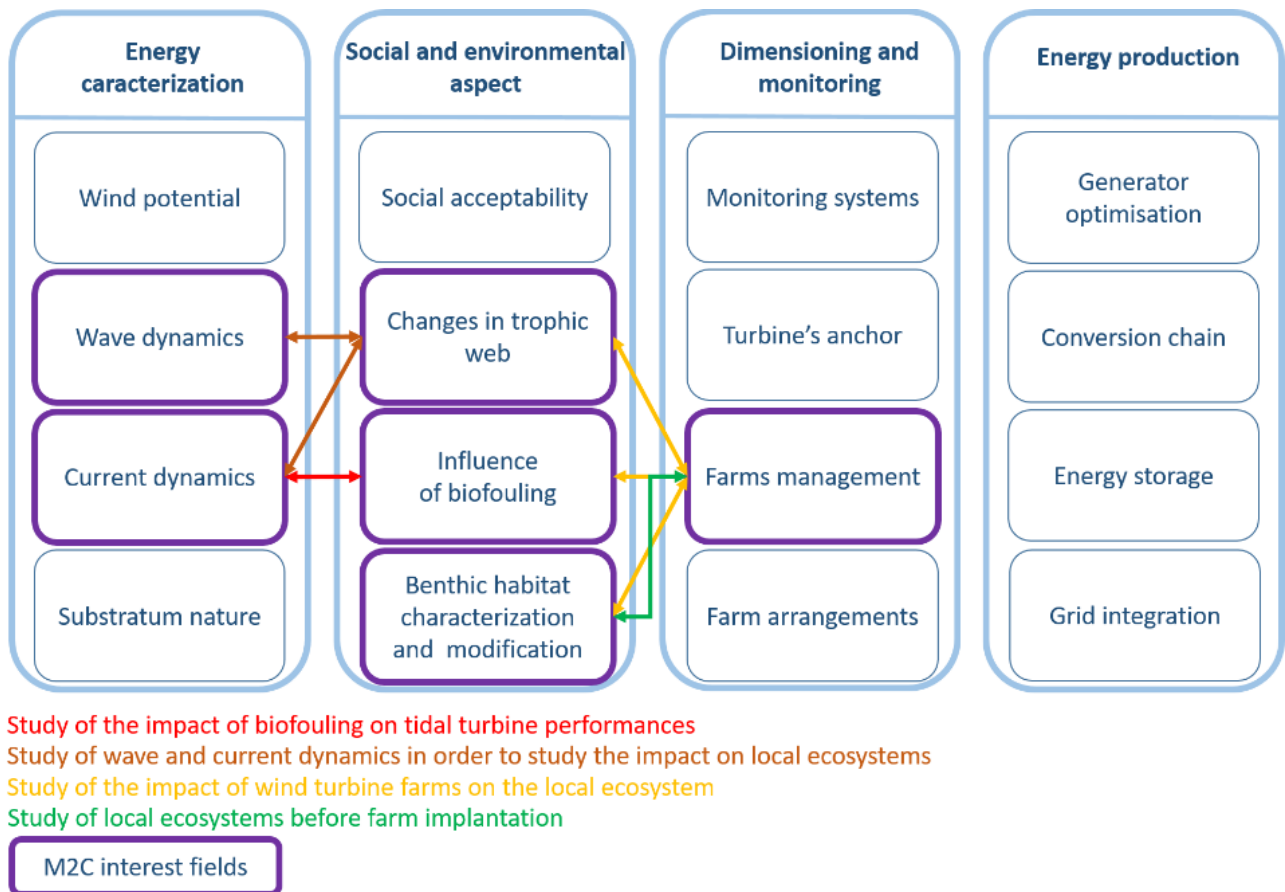 Energy
caracterization
Wind potential
Wave dynamics
Current dynamics
Substratum nature
Social and environmental
aspect
Social acceptability
Changes in trophic
web
Influence
of biofouling
Benthic habitat
characterization
and modification
Dimensioning and
monitoring
Monitoring systems
Turbine’s anchor
Farms management
Farm arrangements
Energy production
Generator
optimisation
Conversion chain
Energy storage
Grid integration
Study of the impact of biofouling on tidal turbine performances
Study of wave and current dynamics in order to study the impact on local ecosystems
Study of the impact of wind turbine farms on the local ecosystem
Study of local ecosystems before farm implantation
M2C interest fields